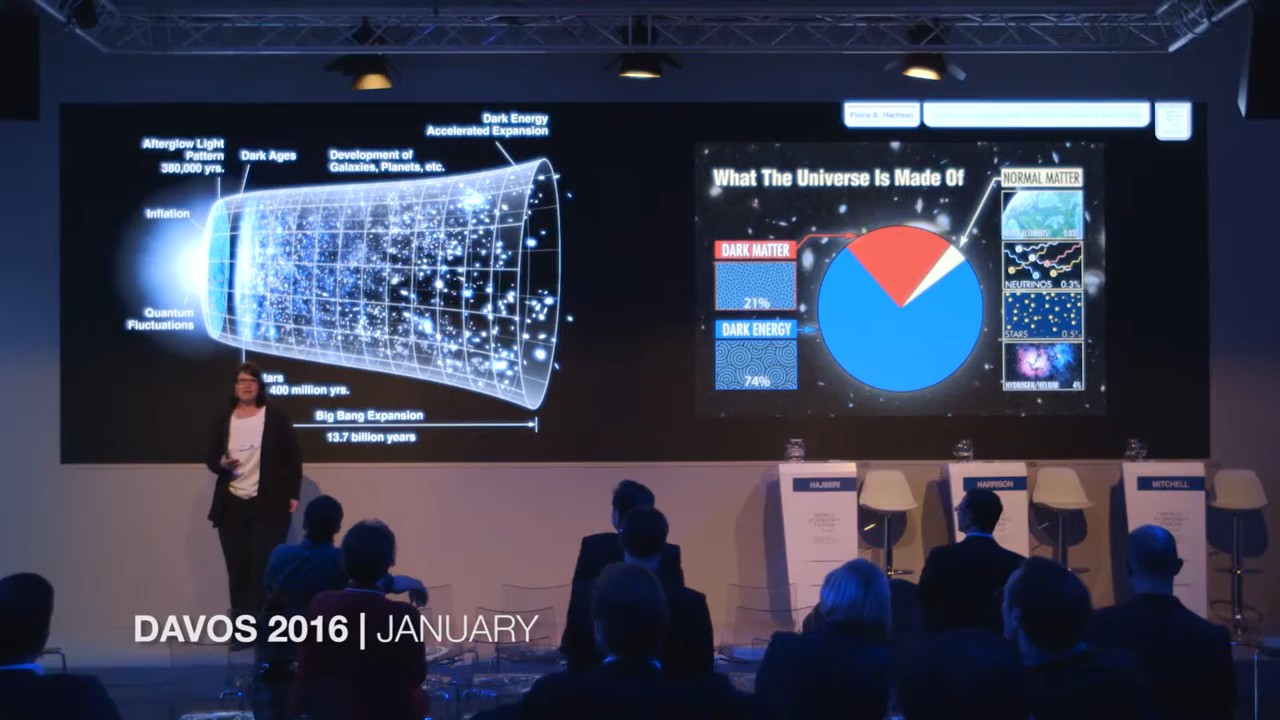 Dark Energy
Accelerated Expansion
Afterglow Light
Pattern
380,000 yrs.
Dark Ages
Development of
Galaxies, Planets, etc.
Inflation
Quantum
Fluctuations
tars
400 million yrs.
Big Bang Expansion
13.7 billion years
Fiona A. Harrison
What The Universe Is Made Of
NORMAL MATTER
DARK MATTER
21%
DARK ENERGY
74%
NEUTRINOS 0.3%
STARS 0.5%
HYDROGEN/HELIUM 4%
HAJIMIRI
HARRISON
MITCHELL
DAVOS 2016 | JANUARY